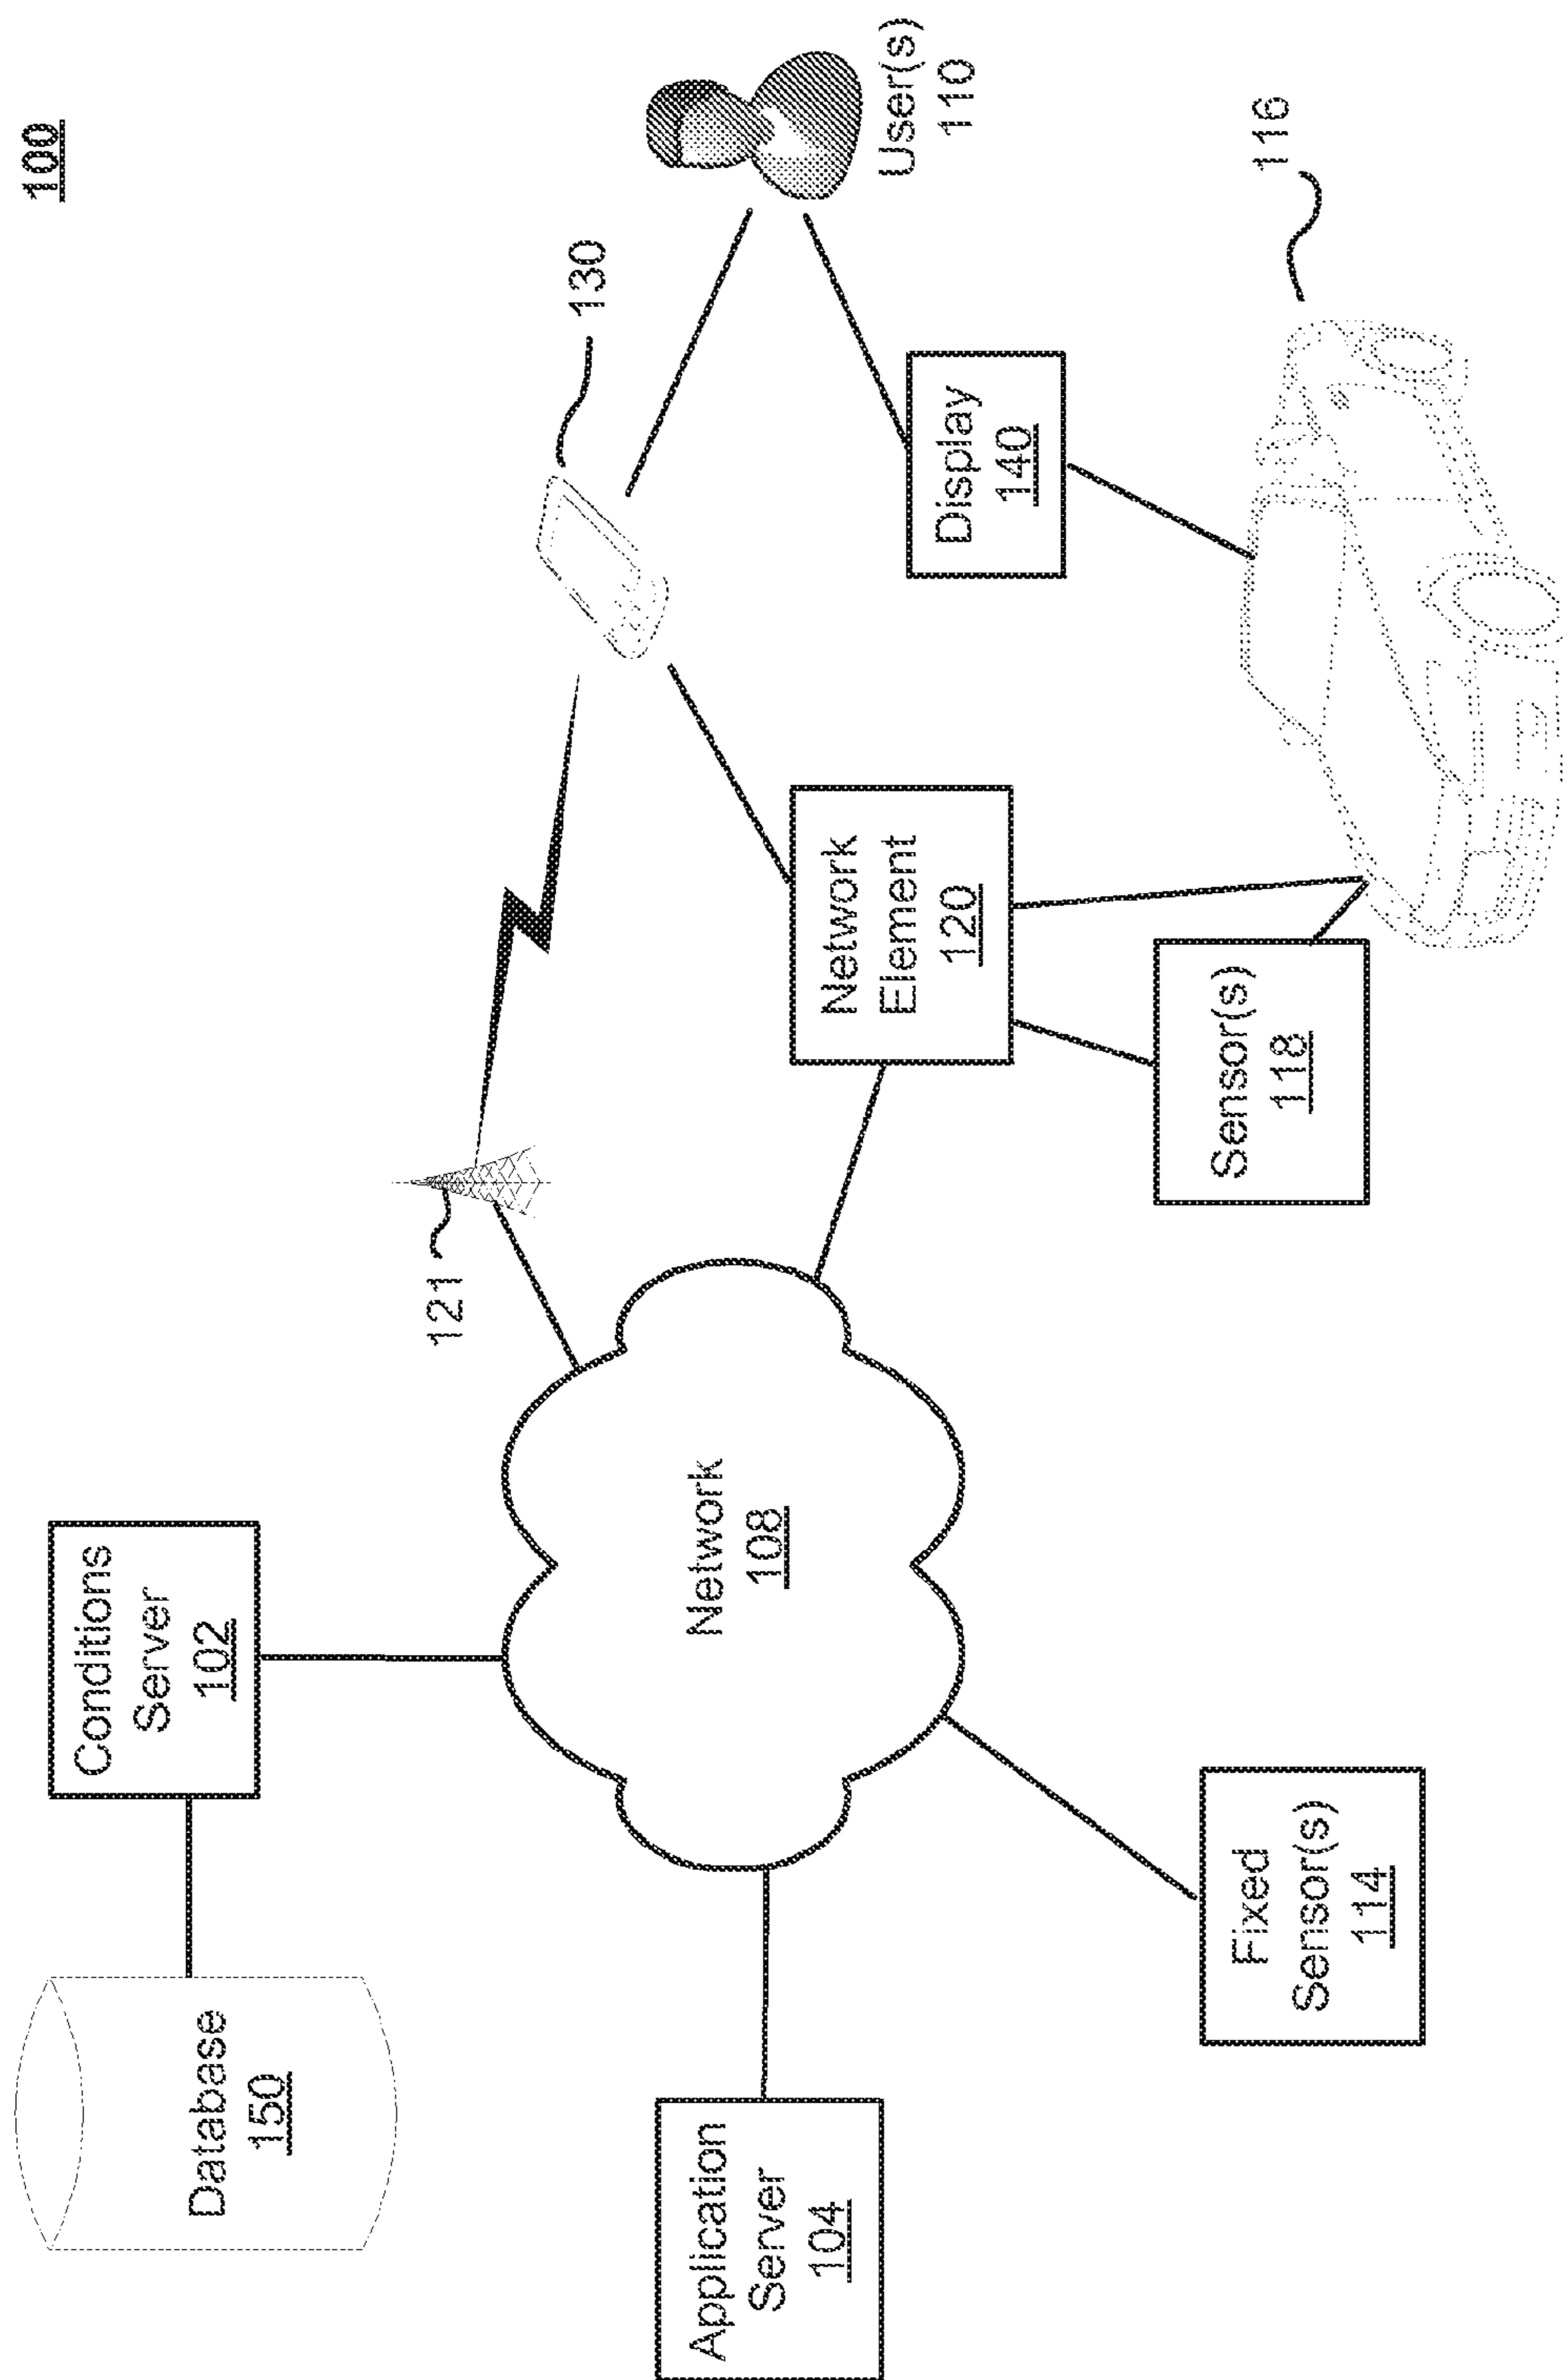 100
Database
150
Conditions
Server
102
121
130
User(s)
110
Application
Server
104
Network
108
Network
Element
120
Display
140
Fixed
Sensor(s)
114
Sensor(s)
118
116